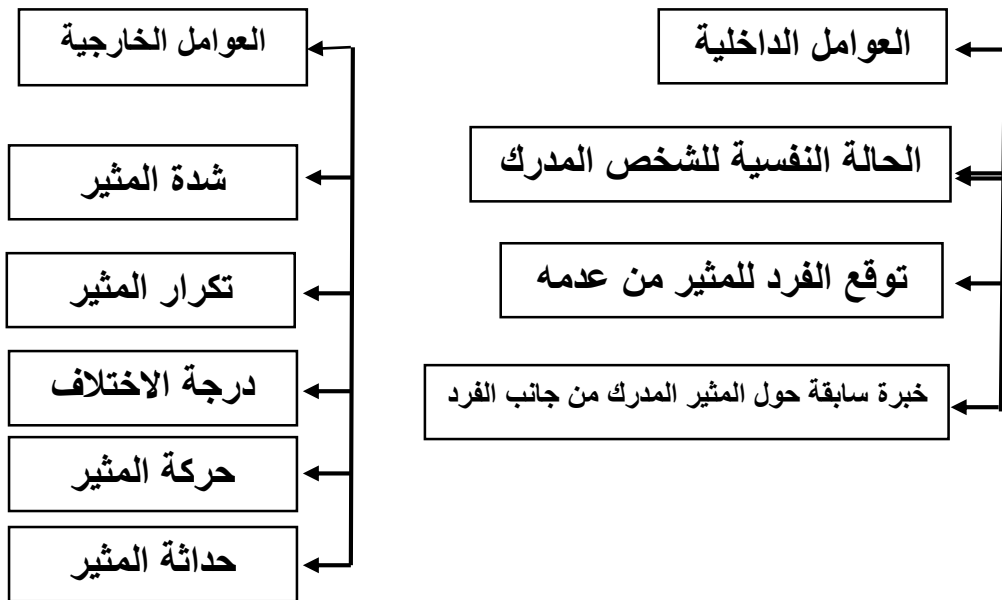 العوامل الداخلية
الحالة النفسية للشخص المدرك
توقع الفرد للمثير من عدمه
خبرة سابقة حول المثير المدرك من جانب الفرد
العوامل الخارجية
شدة المثير
تكرار المثير
درجة الاختلاف
حركة المثير
حداثة المثير